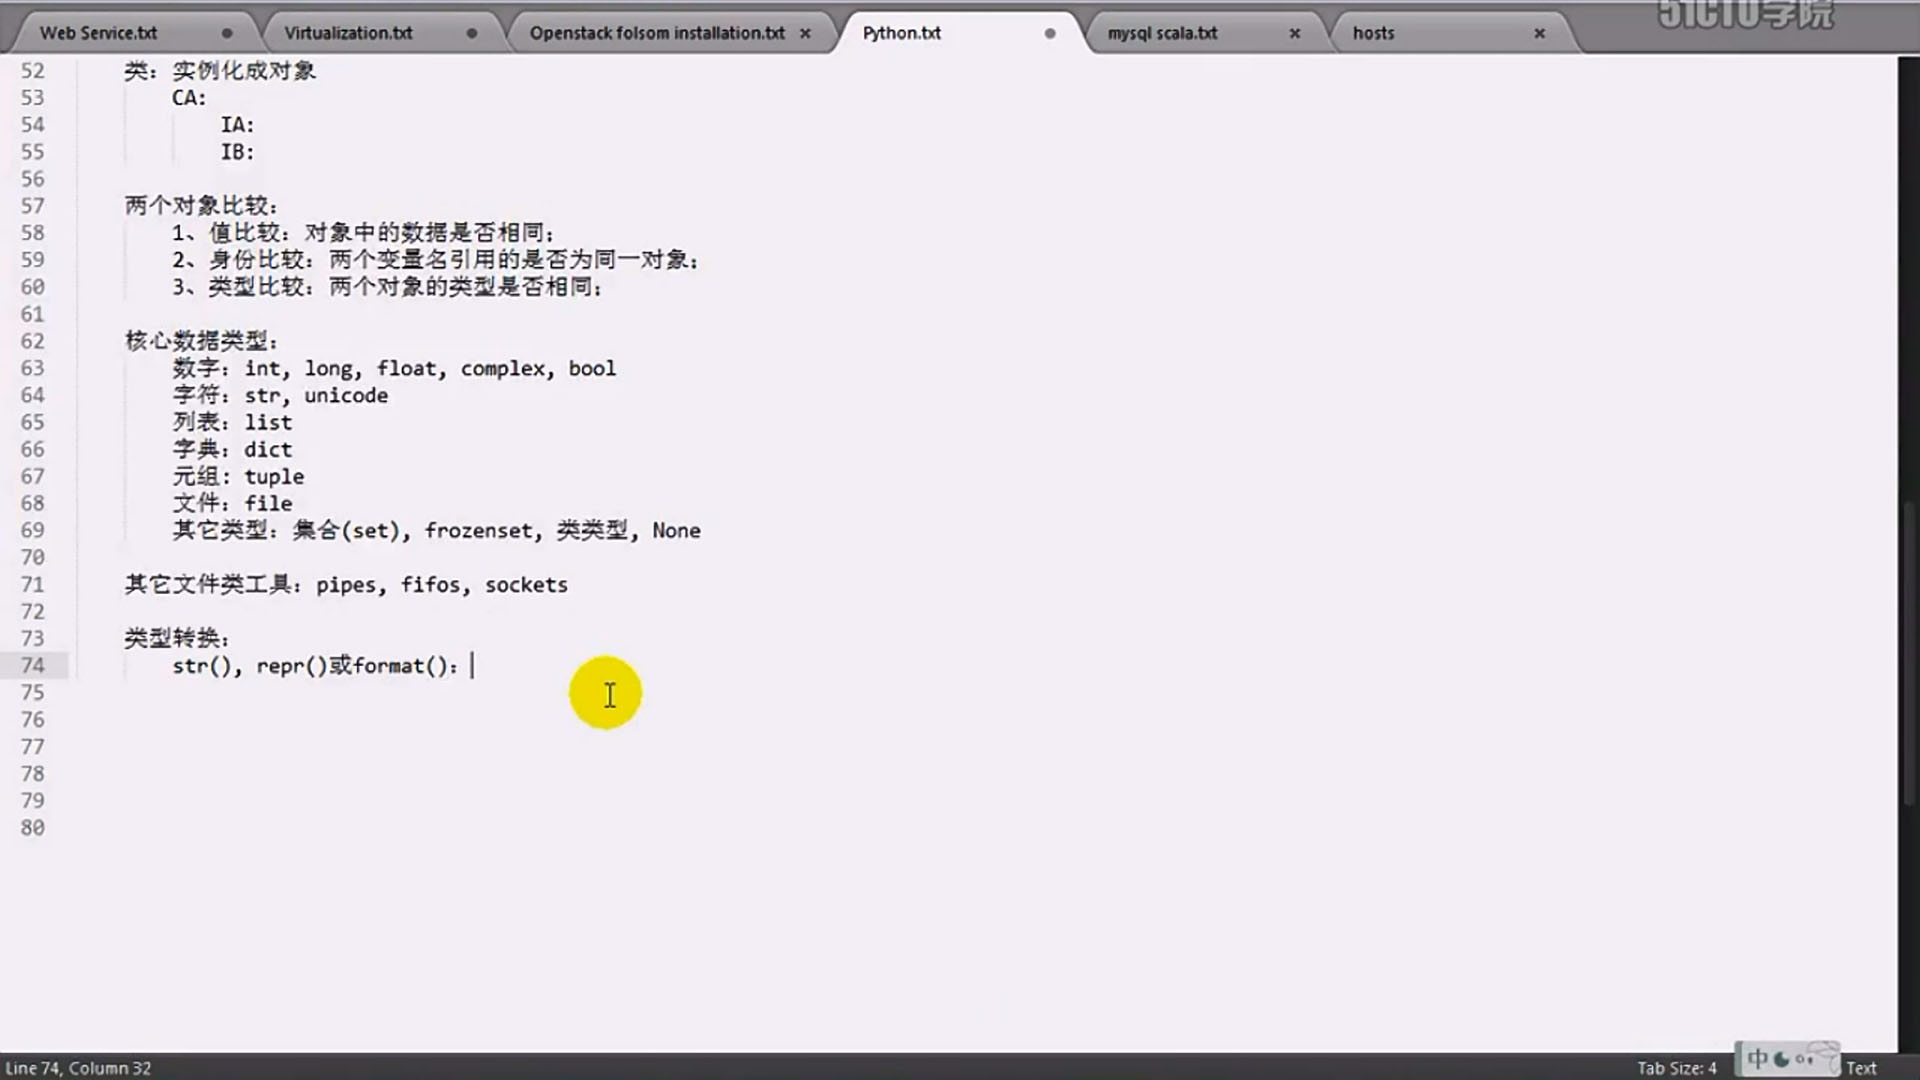 51CTO学院
Web Service.txt Virtualization.txt Openstack folsom installation.txt Python.txt mysql scala.txt hosts
52 类：实例化成对象
53 CA:
54 IA:
55 IB:
56
57 两个对象比较：
58 1、值比较：对象中的数据是否相同；
59 2、身份比较：两个变量名引用的是否为同一对象；
60 3、类型比较：两个对象的类型是否相同；
61
62 核心数据类型：
63 数字：int, long, float, complex, bool
64 字符：str, unicode
65 列表：list
66 字典：dict
67 元组：tuple
68 文件：file
69 其它类型：集合(set), frozenset, 类类型, None
70
71 其它文件类工具：pipes, fifos, sockets
72
73 类型转换：
74 str(), repr()或format()：
75
76
77
78
79
80
Line 74, Column 32 Tab Size: 4 中 Text